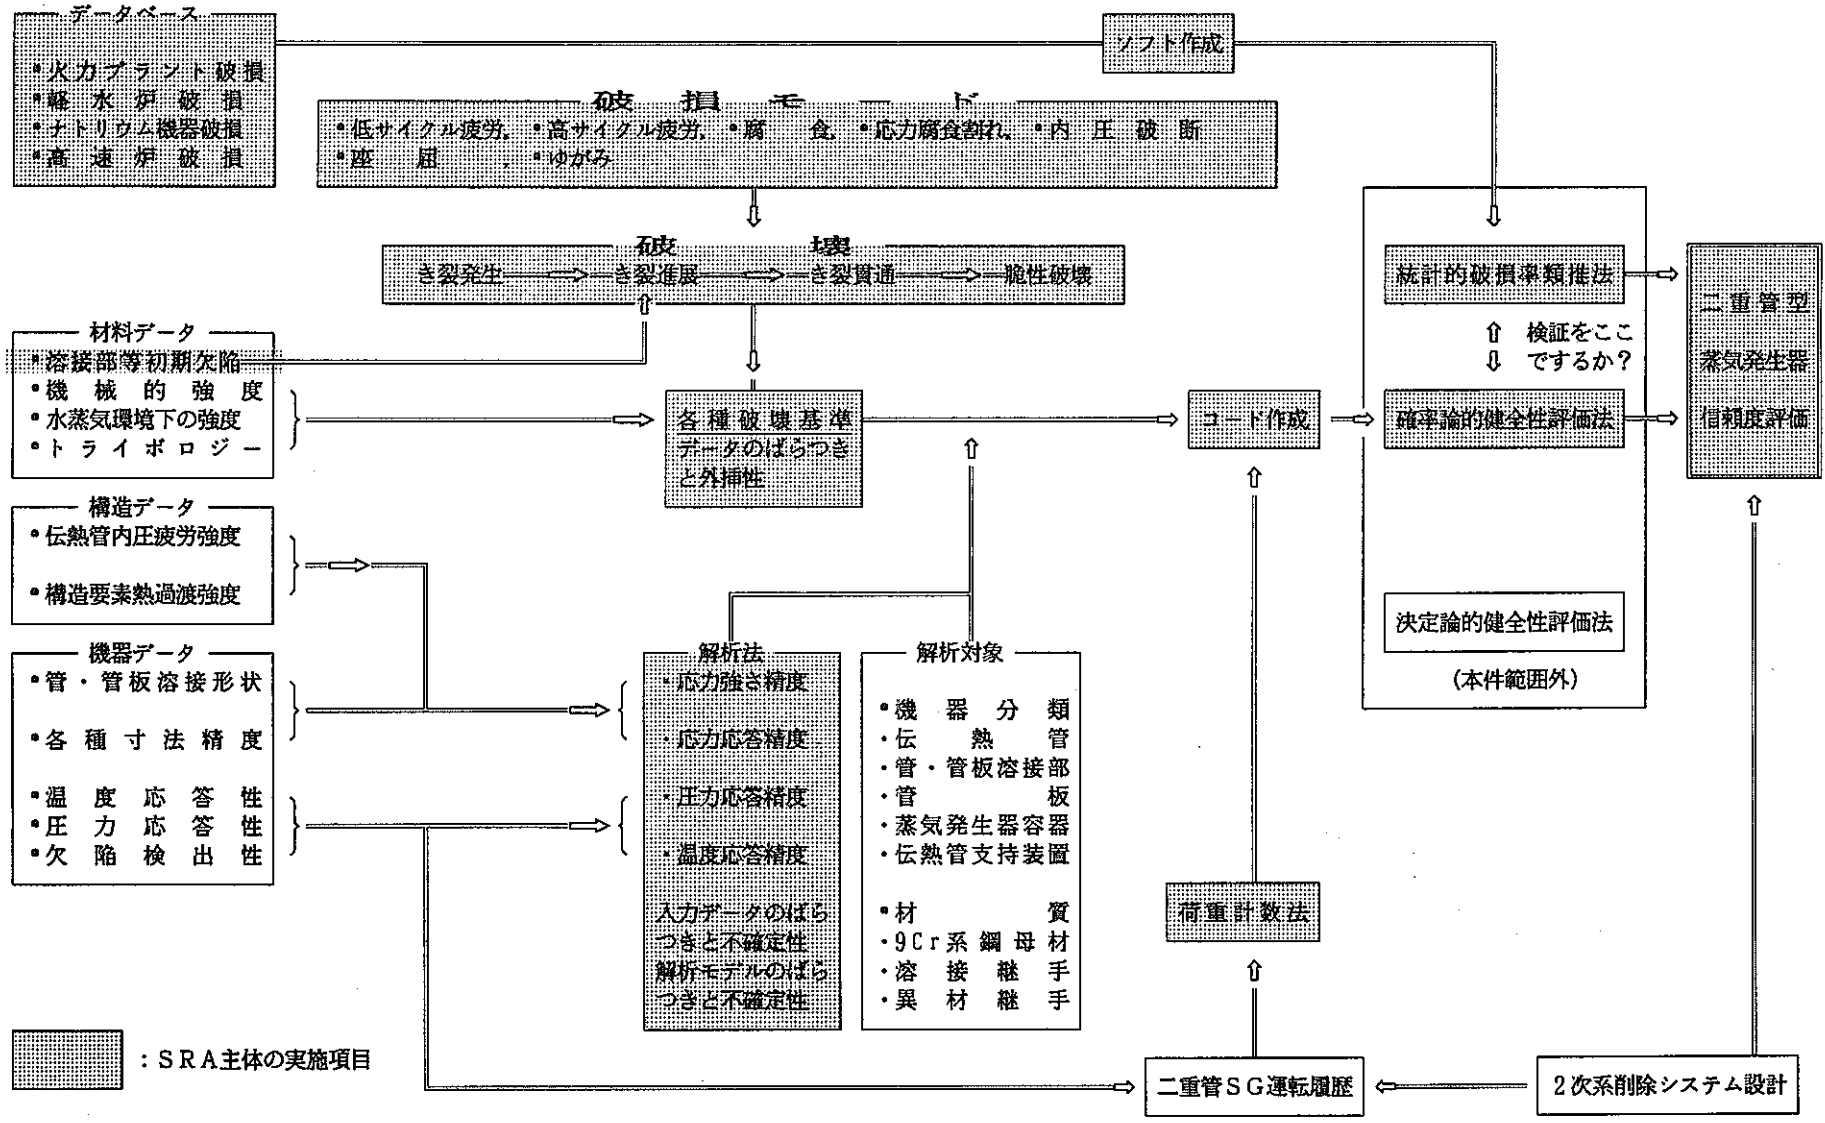 データベース
・火力プラント破損
・軽水炉破損
・ナトリウム機器破損
・高速炉破損
ソフト作成
破損モード
・低サイクル疲労, ・高サイクル疲労, ・腐食, ・応力腐食割れ, ・内圧破断
・座屈, ・ゆがみ
破壊
き裂発生 き裂進展 き裂貫通 脆性破壊
材料データ
・溶接部等初期欠陥
・機械的強度
・水蒸気環境下の強度
・トライボロジー
各種破壊基準
データのばらつき
と外挿性
コード作成
統計的破損率類推法
⇧ 検証をここ
⇩ でするか?
確率論的健全性評価法
決定論的健全性評価法
(本件範囲外)
二重管型
蒸気発生器
信頼度評価
構造データ
・伝熱管内圧疲労強度
・構造要素熱過渡強度
機器データ
・管・管板溶接形状
・各種寸法精度
・温度応答性
・圧力応答性
・欠陥検出性
解析法
・応力強さ精度
・応力応答精度
・圧力応答精度
・温度応答精度
入力データのばら
つきと不確定性
解析モデルのばら
つきと不確定性
解析対象
・機器分類
・伝熱管
・管・管板溶接部
・管板
・蒸気発生器容器
・伝熱管支持装置
・材質
・9Cr系鋼母材
・溶接継手
・異材継手
荷重計数法
:SRA主体の実施項目
二重管SG運転履歴
2次系削除システム設計